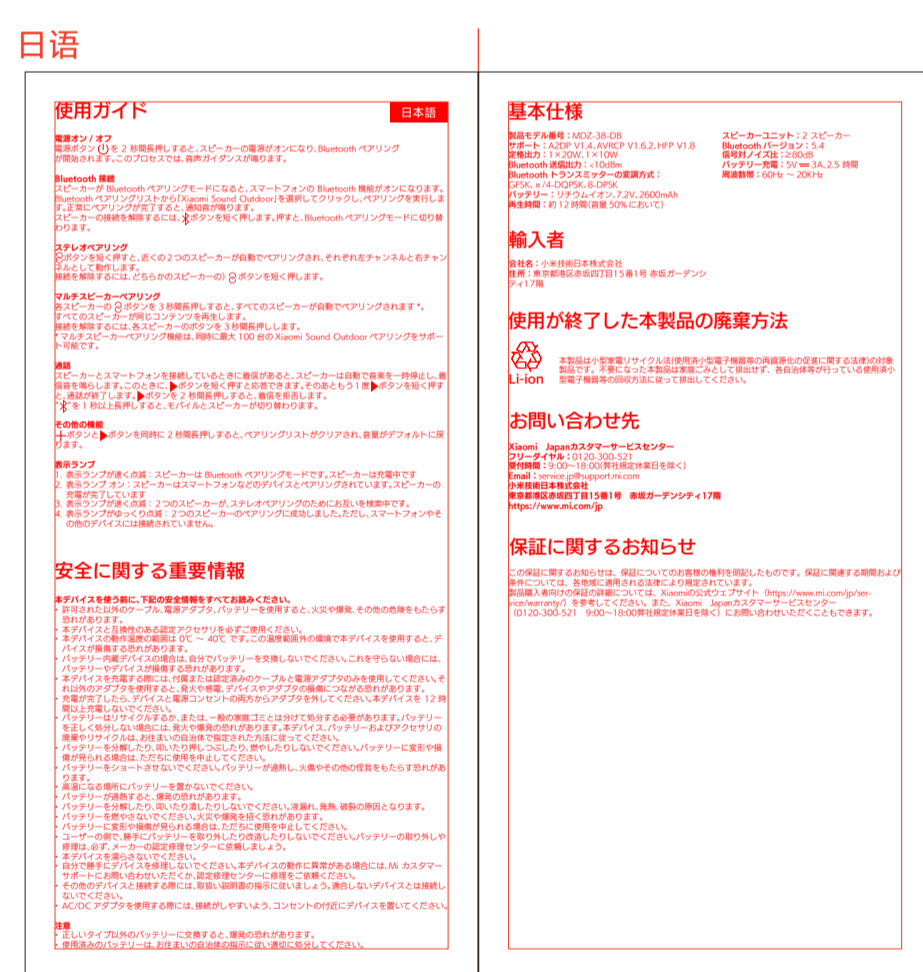 日语
使用ガイド
日本語
電源オン / オフ
電源ボタン を 2 秒間長押しすると、スピーカーの電源がオンになり、Bluetooth ペアリング
が開始されます。このプロセスでは、音声ガイダンスが鳴ります。
Bluetooth 接続
スピーカーが Bluetooth ペアリングモードになると、スマートフォンの Bluetooth 機能がオンになります。
Bluetooth ペアリングリストから「Xiaomi Sound Outdoor」を選択してクリックし、ペアリングを実行しま
す。正常にペアリングが完了すると、通知音が鳴ります。
スピーカーの接続を解除するには、 ボタンを短く押します。押すと、Bluetooth ペアリングモードに切り替
わります。
ステレオペアリング
ボタンを短く押すと、近くの２つのスピーカーが自動でペアリングされ、それぞれ左チャンネルと右チャン
ネルとして動作します。
接続を解除するには、どちらかのスピーカーの) ボタンを短く押します。
マルチスピーカーペアリング
各スピーカーの ボタンを 3 秒間長押しすると、すべてのスピーカーが自動でペアリングされます *。
すべてのスピーカーが同じコンテンツを再生します。
接続を解除するには、各スピーカーのボタンを 3 秒間長押しします。
* マルチスピーカーペアリング機能は、同時に最大 100 台の Xiaomi Sound Outdoor ペアリングをサポー
ト可能です。
通話
スピーカーとスマートフォンを接続しているときに着信があると、スピーカーは自動で音楽を一時停止し、着
信音を鳴らします。このときに、▶ボタンを短く押すと応答できます。そのあともう１度▶ボタンを短く押す
と、通話が終了します。▶ボタンを 2 秒間長押しすると、着信を拒否します。
" "を 1 秒以上長押しすると、モバイルとスピーカーが切り替わります。
その他の機能
＋ボタンと▶ボタンを同時に 2 秒間長押しすると、ペアリングリストがクリアされ、音量がデフォルトに戻
ります。
表示ランプ
1. 表示ランプが速く点滅：スピーカーは Bluetooth ペアリングモードです。スピーカーは充電中です
2. 表示ランプ オン：スピーカーはスマートフォンなどのデバイスとペアリングされています。スピーカーの
充電が完了しています
3. 表示ランプが速く点滅：２つのスピーカーが、ステレオペアリングのためにお互いを検索中です。
4. 表示ランプがゆっくり点滅：２つのスピーカーのペアリングに成功しました。ただし、スマートフォンやそ
の他のデバイスには接続されていません。
安全に関する重要情報
本デバイスを使う前に、下記の安全情報をすべてお読みください。
・ 許可された以外のケーブル、電源アダプタ、バッテリーを使用すると、火災や爆発、その他の危険をもたらす
恐れがあります。
・ 本デバイスと互換性のある認定アクセサリを必ずご使用ください。
・ 本デバイスの動作温度の範囲は 0℃ ～ 40℃ です。この温度範囲外の環境で本デバイスを使用すると、デ
バイスが損傷する恐れがあります。
・ バッテリー内蔵デバイスの場合は、自分でバッテリーを交換しないでください。これを守らない場合には、
バッテリーやデバイスが損傷する恐れがあります。
・ 本デバイスを充電する際には、付属または認定済みのケーブルと電源アダプタのみを使用してください。そ
れ以外のアダプタを使用すると、発火や感電、デバイスやアダプタの損傷につながる恐れがあります。
・ 充電が完了したら、デバイスと電源コンセントの両方からアダプタを外してください。本デバイスを 12 時
間以上充電しないでください。
・ バッテリーはリサイクルするか、または、一般の家庭ゴミとは分けて処分する必要があります。バッテリー
を正しく処分しない場合には、発火や爆発の恐れがあります。本デバイス、バッテリーおよびアクセサリの
廃棄やリサイクルは、お住まいの自治体で指定された方法に従ってください。
・ バッテリーを分解したり、叩いたり押しつぶしたり、燃やしたりしないでください。バッテリーに変形や損
傷が見られる場合は、ただちに使用を中止してください。
・ バッテリーをショートさせないでください。バッテリーが過熱し、火傷やその他の怪我をもたらす恐れがあ
ります。
・ 高温になる場所にバッテリーを置かないでください。
・ バッテリーが過熱すると、爆発の恐れがあります。
・ バッテリーを分解したり、叩いたり潰したりしないでください。液漏れ、発熱、破裂の原因となります。
・ バッテリーを燃やさないでください。火災や爆発を招く恐れがあります。
・ バッテリーに変形や損傷が見られる場合は、ただちに使用を中止してください。
・ ユーザーの側で、勝手にバッテリーを取り外したり改造したりしないでください。バッテリーの取り外しや
修理は、必ず、メーカーの認定修理センターに依頼しましょう。
・ 本デバイスを濡らさないでください。
・ 自分で勝手にデバイスを修理しないでください。本デバイスの動作に異常がある場合には、Mi カスタマー
サポートにお問い合わせいただくか、認定修理センターに修理をご依頼ください。
・ その他のデバイスと接続する際には、取扱い説明書の指示に従いましょう。適合しないデバイスとは接続し
ないでください。
・ AC/DC アダプタを使用する際には、接続がしやすいよう、コンセントの付近にデバイスを置いてください。
注意
・ 正しいタイプ以外のバッテリーに交換すると、爆発の恐れがあります。
・ 使用済みのバッテリーは、お住まいの自治体の指示に従い適切に処分してください。
基本仕様
製品モデル番号：MDZ-38-DB
サポート：A2DP V1.4、AVRCP V1.6.2、HFP V1.8
定格出力：1×20W、1×10W
Bluetooth 送信出力：<10dBm
Bluetooth トランスミッターの変調方式：
GFSK、π/4-DQPSK、8-DPSK
バッテリー：リチウムイオン、7.2V、2600mAh
再生時間：約 12 時間(音量 50% において)
スピーカーユニット：2 スピーカー
Bluetooth バージョン：5.4
信号対ノイズ比：≥80dB
バッテリー充電：5V⎓3A、2.5 時間
周波数帯：60Hz ～ 20KHz
輸入者
会社名：小米技術日本株式会社
住所：東京都港区赤坂四丁目１５番１号 赤坂ガーデンシ
ティ１７階
使用が終了した本製品の廃棄方法
Li-ion
本製品は小型家電リサイクル法(使用済小型電子機器等の再資源化の促進に関する法律)の対象
製品です。不要になった本製品は家庭ごみとして排出せず、各自治体等が行っている使用済小
型電子機器等の回収方法に従って排出してください。
お問い合わせ先
Xiaomi Japanカスタマーサービスセンター
フリーダイヤル：0120-300-521
受付時間：9:00～18:00(弊社規定休業日を除く)
Email：service.jp@support.mi.com
小米技術日本株式会社
東京都港区赤坂四丁目15番1号 赤坂ガーデンシティ17階
https://www.mi.com/jp
保証に関するお知らせ
この保証に関するお知らせは、保証についてのお客様の権利を明記したものです。保証に関連する期間および
条件については、各地域に適用される法律により規定されています。
製品購入者向けの保証の詳細については、Xiaomiの公式ウェブサイト（https://www.mi.com/jp/ser-
vice/warranty/）を参考してください。また、Xiaomi Japanカスタマーサービスセンター
（0120-300-521 9:00～18:00弊社規定休業日を除く）にお問い合わせいただくこともできます。